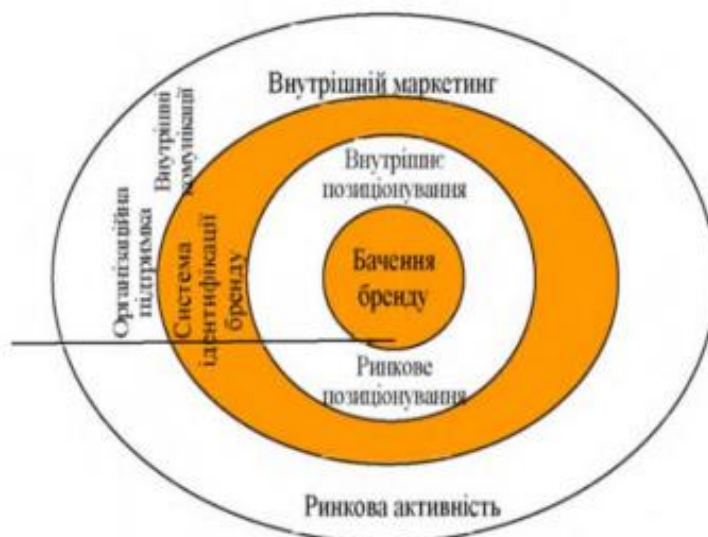 Внутрішній маркетинг
Внутрішні
комунікації
Організаційна
підтримка
Система
ідентифікації
бренду
Внутрішнє
позиціонування
Бачення
бренду
Ринкове
позиціонування
Ринкова активність